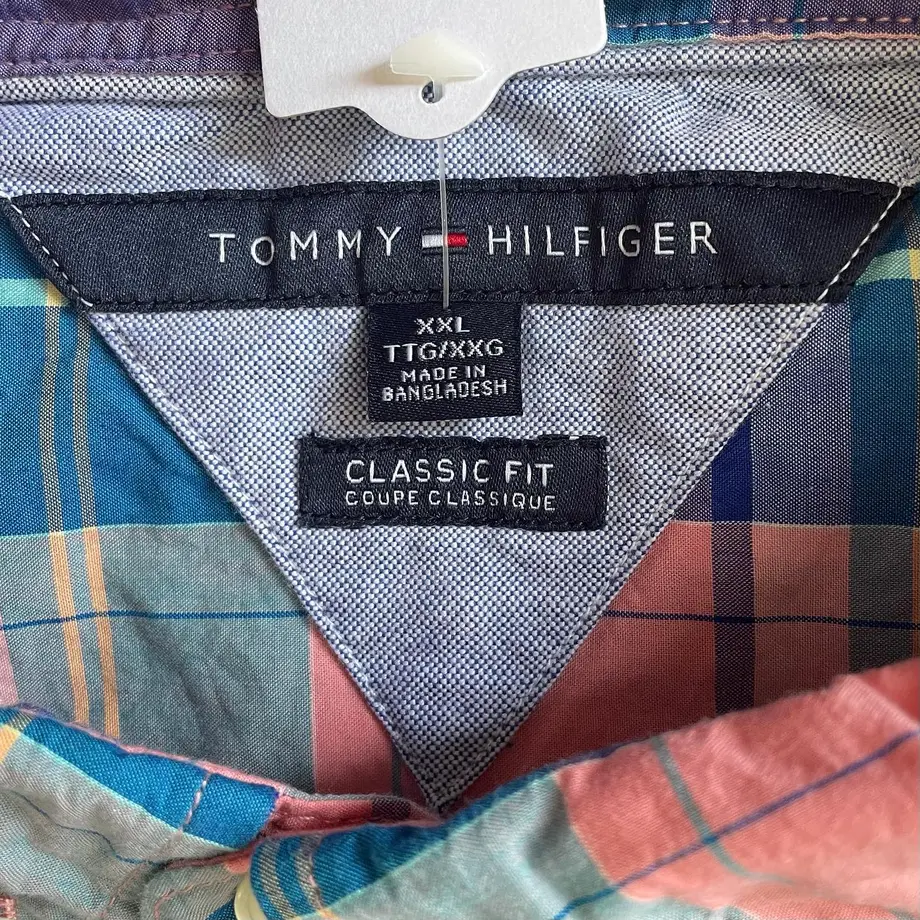 TOMMY HILFIGER
XXL
TTG/XXG
MADE IN
BANGLADESH
CLASSIC FIT
COUPE CLASSIQUE